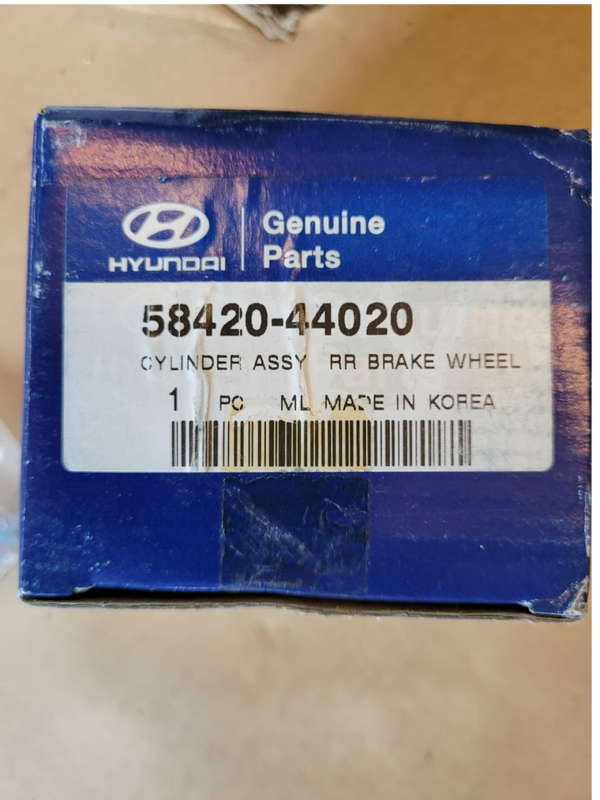 HYUNDAI
Genuine
Parts
58420-44020
CYLINDER ASSY RR BRAKE WHEEL
1 PC ML MADE IN KOREA